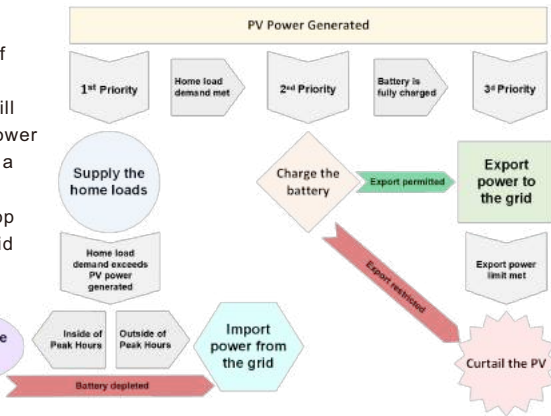 PV Power Generated
1st Priority
Home load
demand met
2nd Priority
Battery is
fully charged
3rd Priority
a
Supply the
home loads
Charge the
battery
Export permitted
Export
power to
the grid
Home load
demand exceeds
PV power
generated
Export restricted
Export power
limit met
Inside of
Peak Hours
Outside of
Peak Hours
Import
power from
the grid
Curtail the PV
Battery depleted